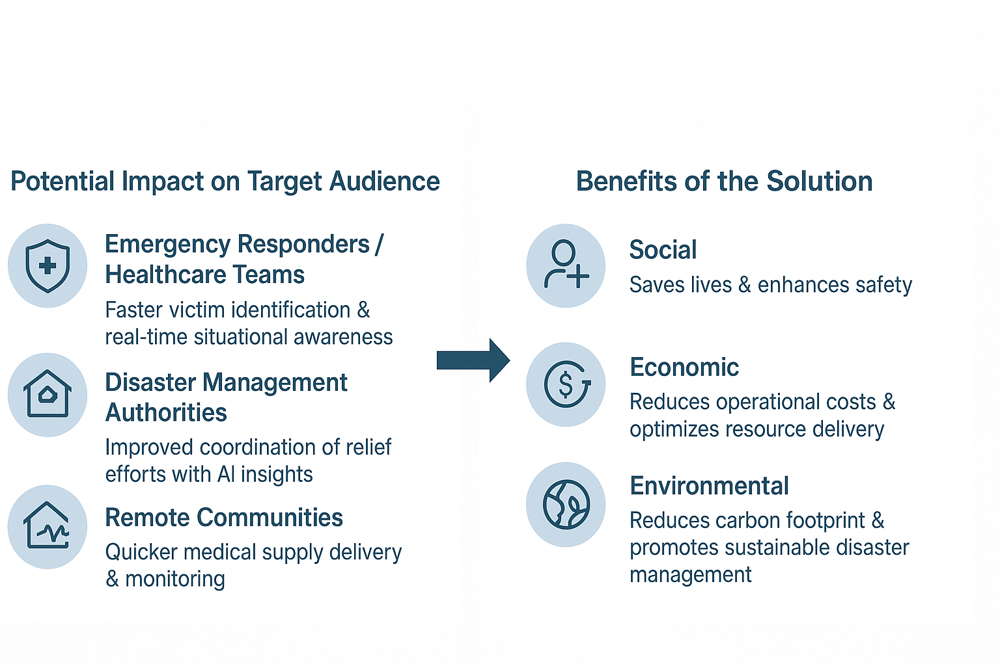 Potential Impact on Target Audience
Emergency Responders /
Healthcare Teams
Faster victim identification &
real-time situational awareness
Disaster Management
Authorities
Improved coordination of relief
efforts with AI insights
Remote Communities
Quicker medical supply delivery
& monitoring
Benefits of the Solution
Social
Saves lives & enhances safety
$
Economic
Reduces operational costs &
optimizes resource delivery
Environmental
Reduces carbon footprint &
promotes sustainable disaster
management